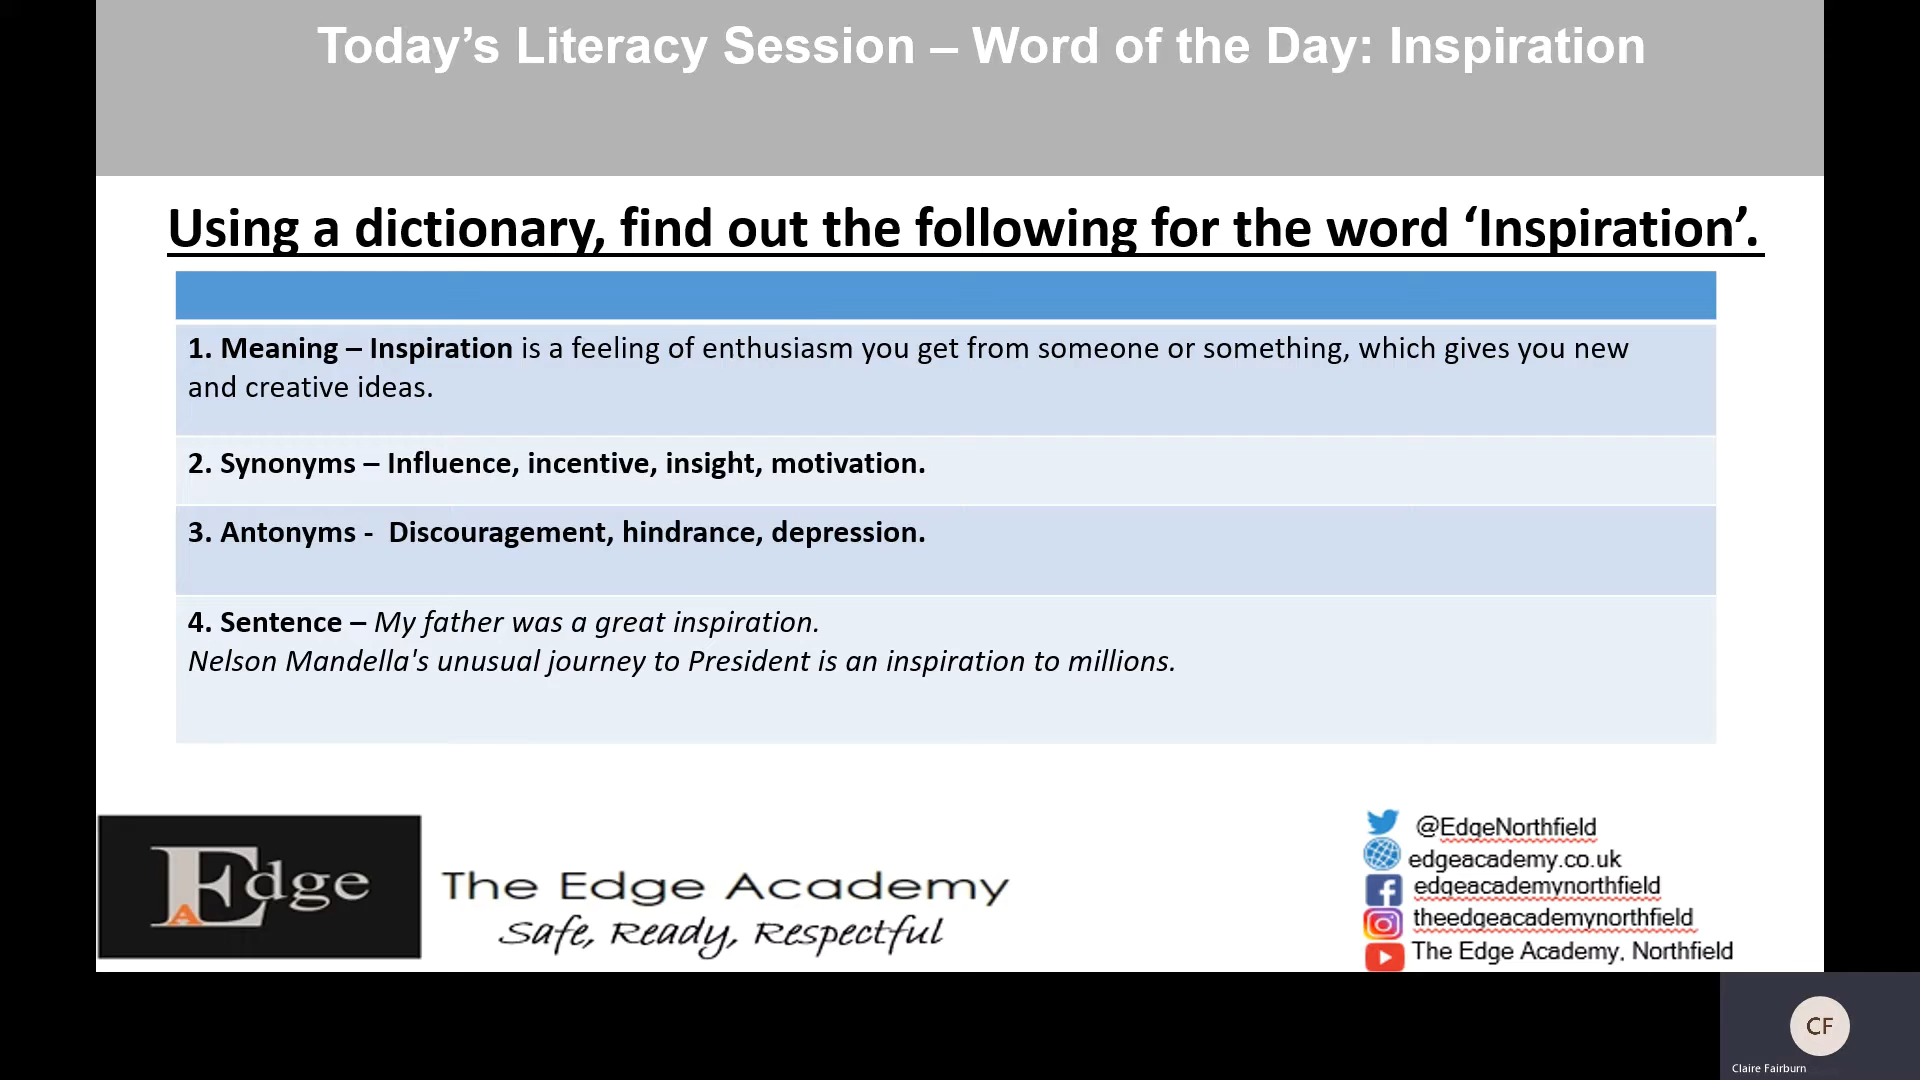 Today’s Literacy Session – Word of the Day: Inspiration
Using a dictionary, find out the following for the word ‘Inspiration’.
1. Meaning – Inspiration is a feeling of enthusiasm you get from someone or something, which gives you new
and creative ideas.
2. Synonyms – Influence, incentive, insight, motivation.
3. Antonyms -  Discouragement, hindrance, depression.
4. Sentence – My father was a great inspiration.
Nelson Mandella's unusual journey to President is an inspiration to millions.
Edge
A
The Edge Academy
Safe, Ready, Respectful
@EdgeNorthfield
edgeacademy.co.uk
edgeacademynorthfield
theedgeacademynorthfield
The Edge Academy, Northfield
CF
Claire Fairburn